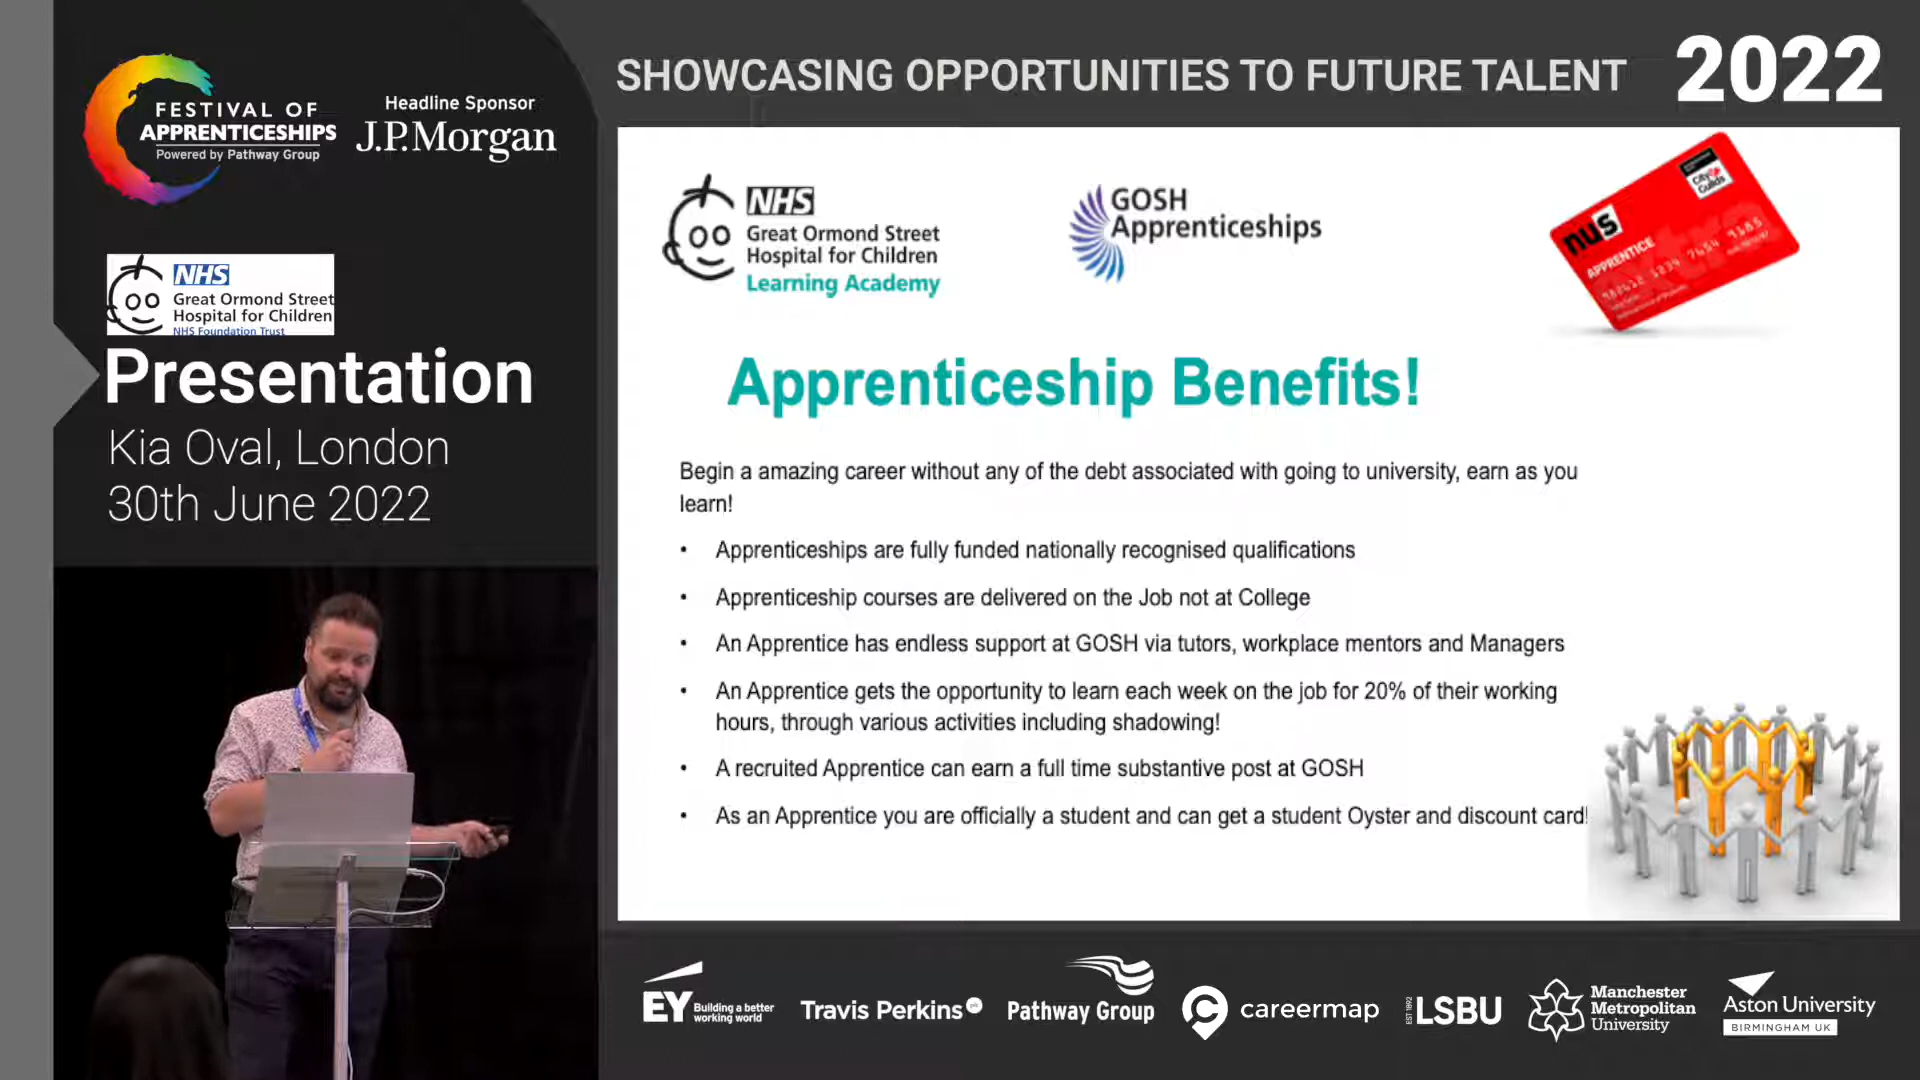 FESTIVAL OF
APPRENTICESHIPS
Powered by Pathway Group
Headline Sponsor
J.P.Morgan
SHOWCASING OPPORTUNITIES TO FUTURE TALENT
2022
NHS
Great Ormond Street
Hospital for Children
NHS Foundation Trust
Presentation
Kia Oval, London
30th June 2022
NHS
Great Ormond Street
Hospital for Children
Learning Academy
GOSH
Apprenticeships
nus
City & Guilds
APPRENTICE
Apprenticeship Benefits!
Begin a amazing career without any of the debt associated with going to university, earn as you
learn!
• Apprenticeships are fully funded nationally recognised qualifications
• Apprenticeship courses are delivered on the Job not at College
• An Apprentice has endless support at GOSH via tutors, workplace mentors and Managers
• An Apprentice gets the opportunity to learn each week on the job for 20% of their working
hours, through various activities including shadowing!
• A recruited Apprentice can earn a full time substantive post at GOSH
• As an Apprentice you are officially a student and can get a student Oyster and discount card!
EY
Building a better
working world
Travis Perkins plc
Pathway Group
careermap
EST 1892
LSBU
Manchester
Metropolitan
University
Aston University
BIRMINGHAM UK